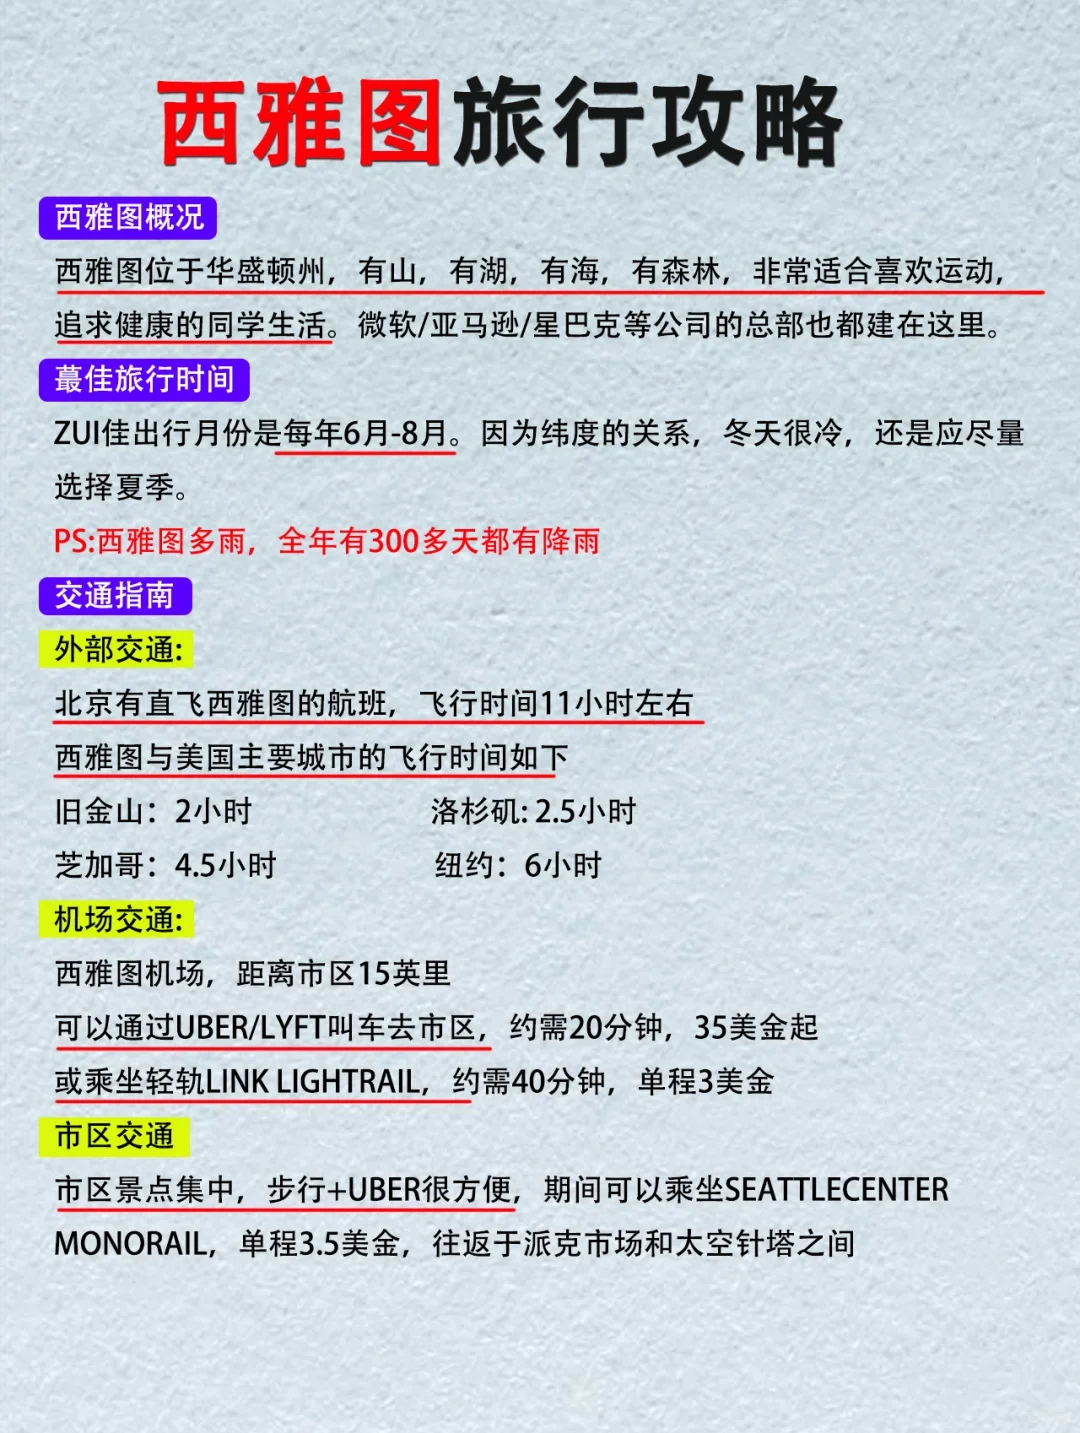 西雅图旅行攻略
西雅图概况
西雅图位于华盛顿州，有山，有湖，有海，有森林，非常适合喜欢运动，
追求健康的同学生活。微软/亚马逊/星巴克等公司的总部也都建在这里。
蕞佳旅行时间
ZUI佳出行月份是每年6月-8月。因为纬度的关系，冬天很冷，还是应尽量
选择夏季。
PS:西雅图多雨，全年有300多天都有降雨
交通指南
外部交通:
北京有直飞西雅图的航班，飞行时间11小时左右
西雅图与美国主要城市的飞行时间如下
旧金山：2小时 洛杉矶: 2.5小时
芝加哥：4.5小时 纽约：6小时
机场交通:
西雅图机场，距离市区15英里
可以通过UBER/LYFT叫车去市区，约需20分钟，35美金起
或乘坐轻轨LINK LIGHTRAIL，约需40分钟，单程3美金
市区交通
市区景点集中，步行+UBER很方便，期间可以乘坐SEATTLECENTER
MONORAIL，单程3.5美金，往返于派克市场和太空针塔之间